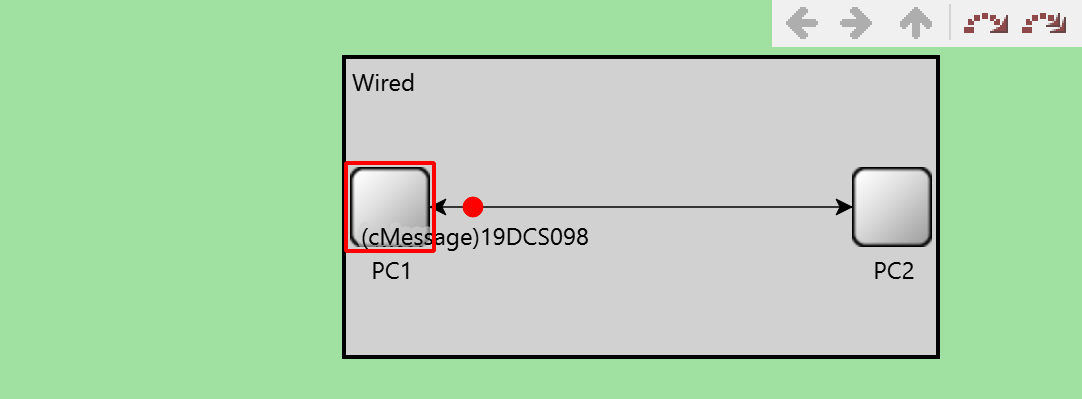 Wired
(cMessage)19DCS098
PC1
PC2